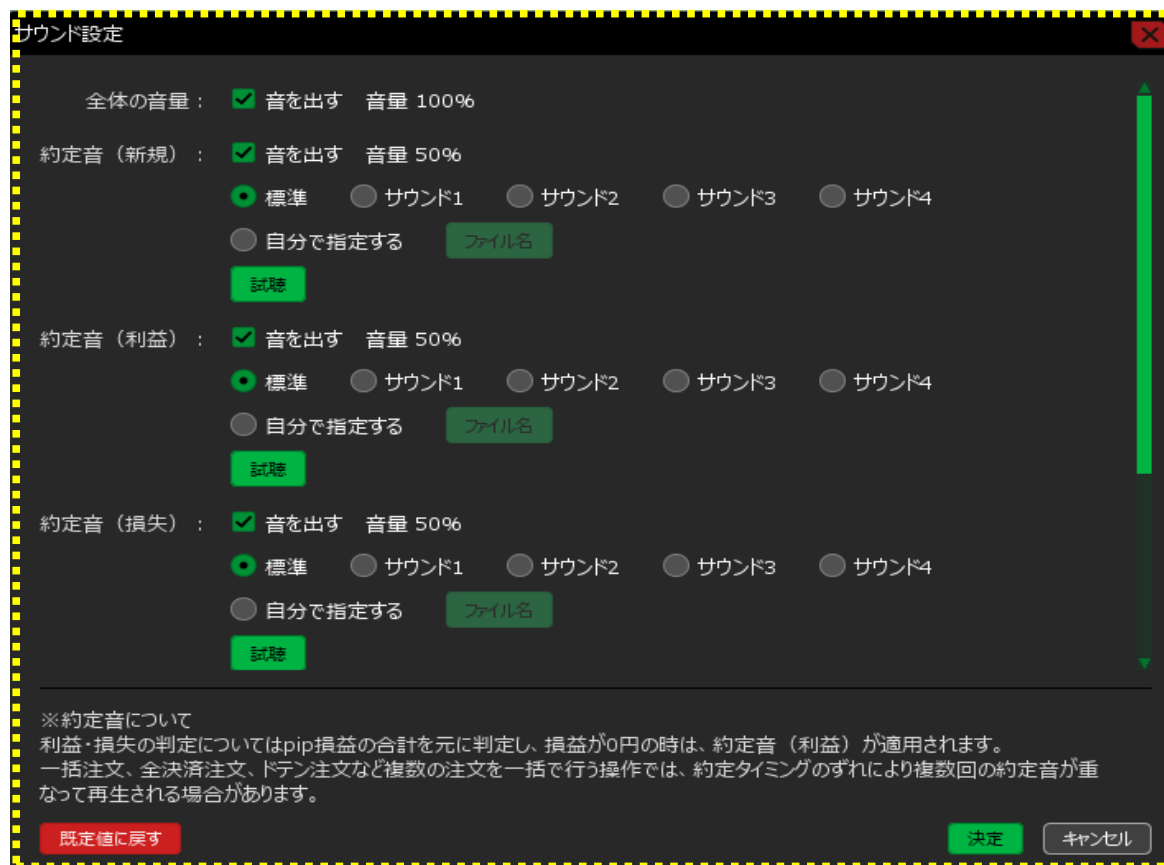 サウンド設定
全体の音量： 音を出す 音量 100%
約定音（新規）： 音を出す 音量 50%
標準 サウンド1 サウンド2 サウンド3 サウンド4
自分で指定する ファイル名
試聴
約定音（利益）： 音を出す 音量 50%
標準 サウンド1 サウンド2 サウンド3 サウンド4
自分で指定する ファイル名
試聴
約定音（損失）： 音を出す 音量 50%
標準 サウンド1 サウンド2 サウンド3 サウンド4
自分で指定する ファイル名
試聴
※約定音について
利益・損失の判定についてはpip損益の合計を元に判定し、損益が0円の時は、約定音（利益）が適用されます。
一括注文、全決済注文、ドテン注文など複数の注文を一括で行う操作では、約定タイミングのずれにより複数回の約定音が重
なって再生される場合があります。
既定値に戻す 決定 キャンセル